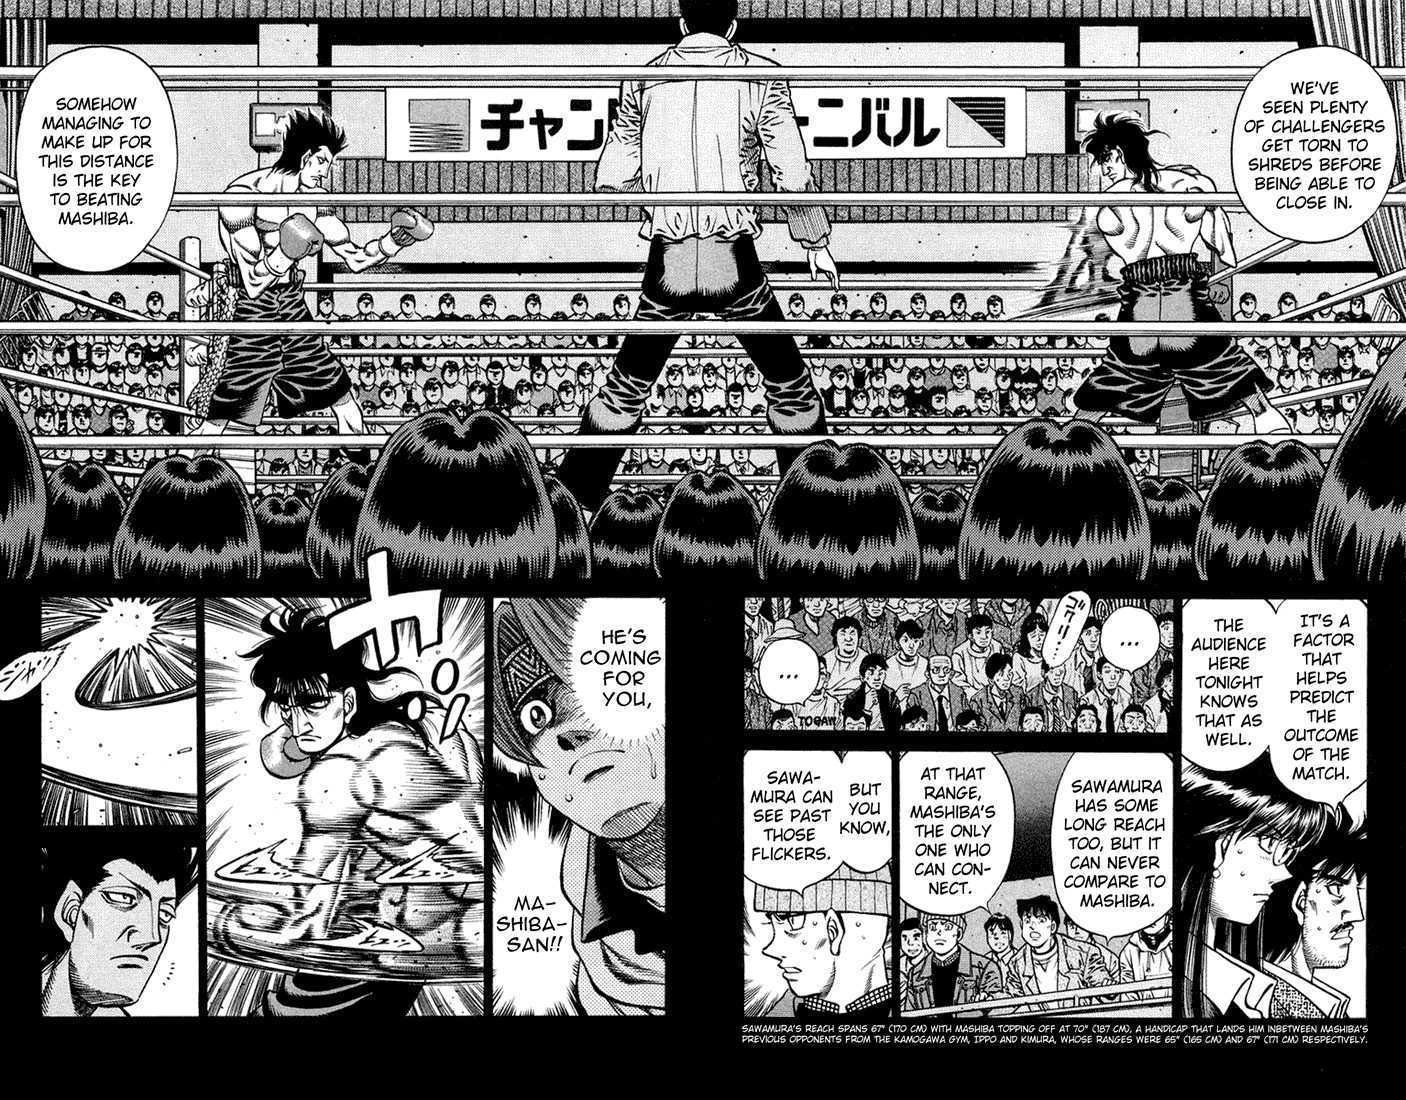 WE'VE
SEEN PLENTY
OF CHALLENGERS
GET TORN TO
SHREDS BEFORE
BEING ABLE TO
CLOSE IN.
SOMEHOW
MANAGING TO
MAKE UP FOR
THIS DISTANCE
IS THE KEY
TO BEATING
MASHIBA.
チャン
ーニバル
IT'S A
FACTOR
THAT
HELPS
PREDICT
THE
OUTCOME
OF THE
MATCH.
THE
AUDIENCE
HERE
TONIGHT
KNOWS
THAT AS
WELL.
...
ゴクリ…
...
TOGAW
SAWAMURA
HAS SOME
LONG REACH
TOO, BUT IT
CAN NEVER
COMPARE TO
MASHIBA.
AT THAT
RANGE,
MASHIBA'S
THE ONLY
ONE WHO
CAN CON-
NECT.
BUT
YOU
KNOW,
SAWA-
MURA CAN
SEE PAST
THOSE
FLICKERS.
SAWAMURA'S REACH SPANS 67" (170 CM) WITH MASHIBA TOPPING OFF AT 70" (187 CM), A HANDICAP THAT LANDS HIM INBETWEEN MASHIBA'S
PREVIOUS OPPONENTS FROM THE KAMOGAWA GYM, IPPO AND KIMURA, WHOSE RANGES WERE 65" (165 CM) AND 67" (171 CM) RESPECTIVELY.
HE'S
COMING
FOR
YOU,
MA-
SHIBA-
SAN!!